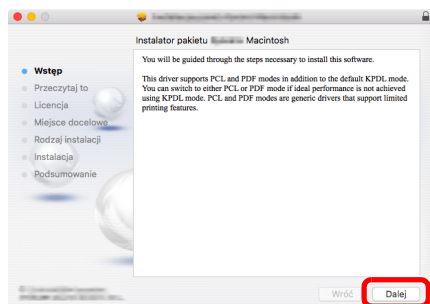 Instalator pakietu Macintosh
Wstęp
Przeczytaj to
Licencja
Miejsce docelowe
Rodzaj instalacji
Instalacja
Podsumowanie
You will be guided through the steps necessary to install this software.
This driver supports PCL and PDF modes in addition to the default KPDL mode.
You can switch to either PCL or PDF mode if ideal performance is not achieved
using KPDL mode. PCL and PDF modes are generic drivers that support limited
printing features.
Wróć
Dalej